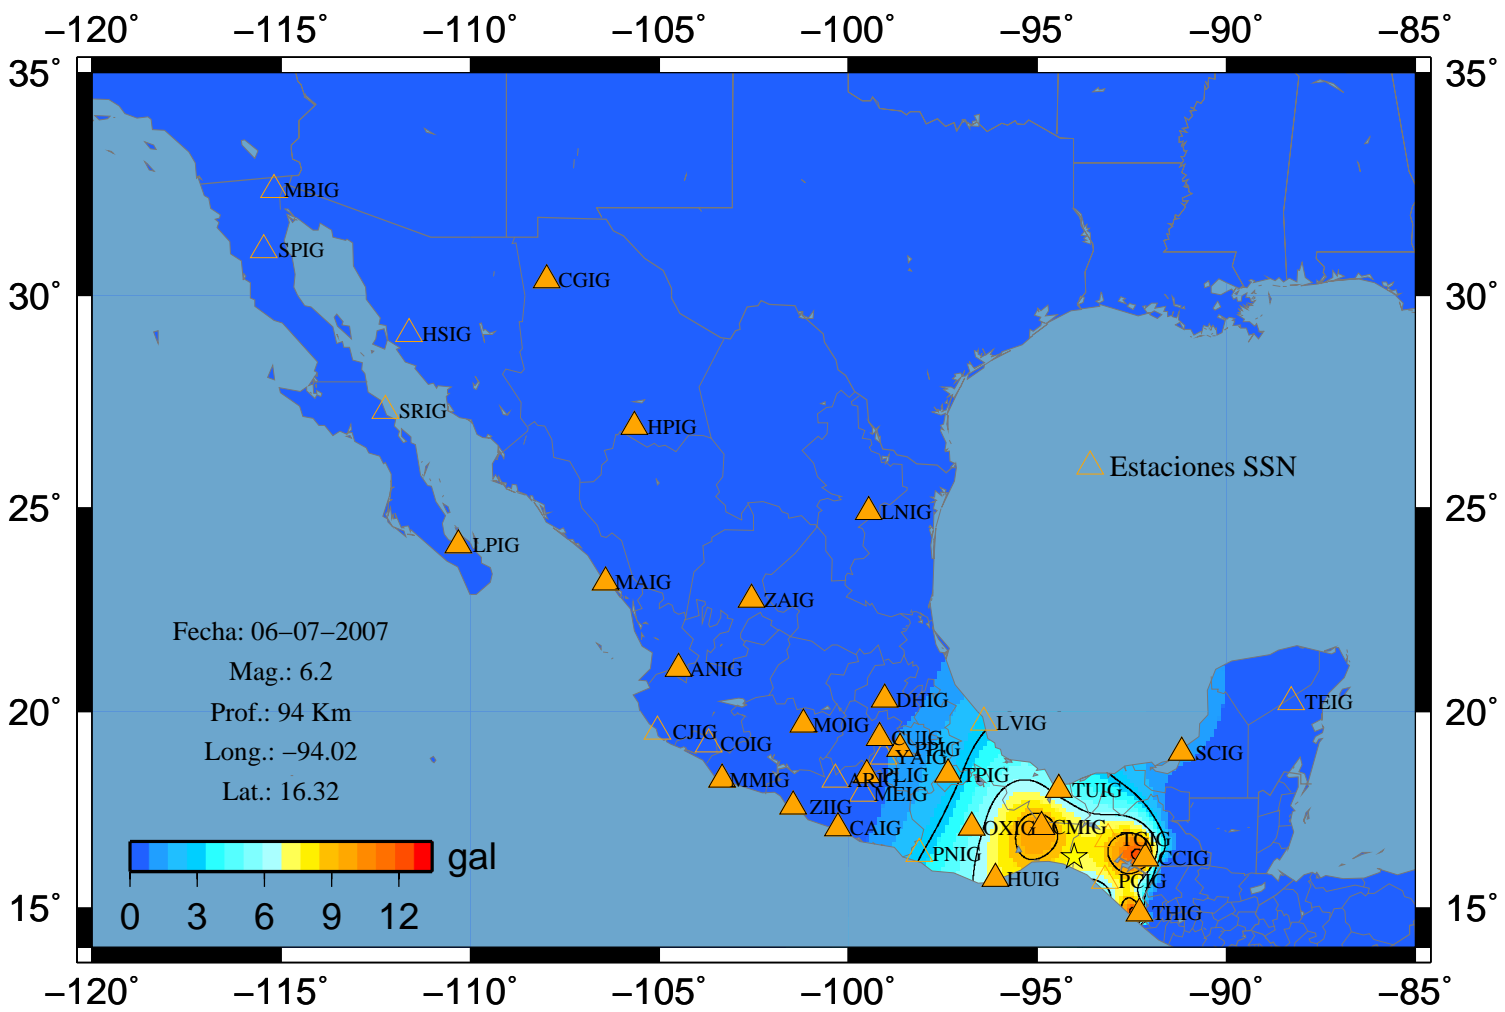 −120° −115° −110° −105° −100° −95° −90° −85°
35° 35°
MBIG
SPIG
CGIG
30° 30°
HSIG
SRIG
HPIG
Estaciones SSN
25° 25°
LNIG
LPIG
MAIG
ZAIG
Fecha: 06−07−2007
Mag.: 6.2
Prof.: 94 Km
Long.: −94.02
Lat.: 16.32
ANIG
DHIG
TEIG
20° 20°
MOIG
LVIG
CJIG
COIG
CUIG
PPIG
YAIG
SCIG
MMIG
ARIG
PLIG
TPIG
MEIG
TUIG
ZIIG
CAIG
OXIG
CMIG
TGIG
PNIG
CCIG
HUIG
PCIG
THIG
gal
0 3 6 9 12
15° 15°
−120° −115° −110° −105° −100° −95° −90° −85°